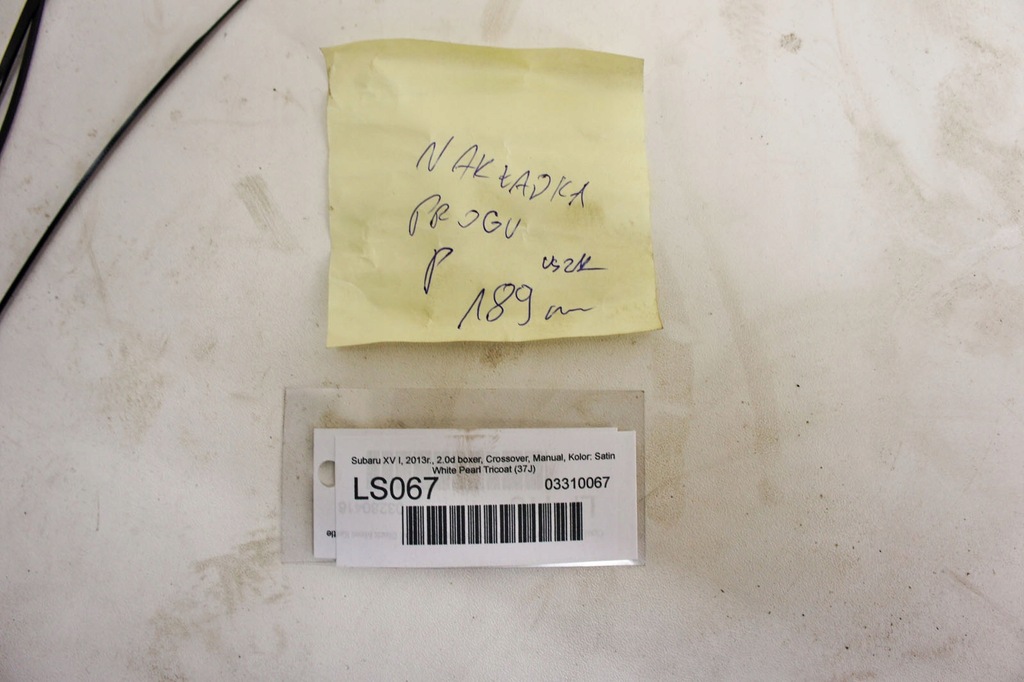 NAKŁADKA
PROGU
P uszk
189
Subaru XV I, 2013r., 2.0d boxer, Crossover, Manual, Kolor: Satin
White Pearl Tricoat (37J)
LS067 03310067